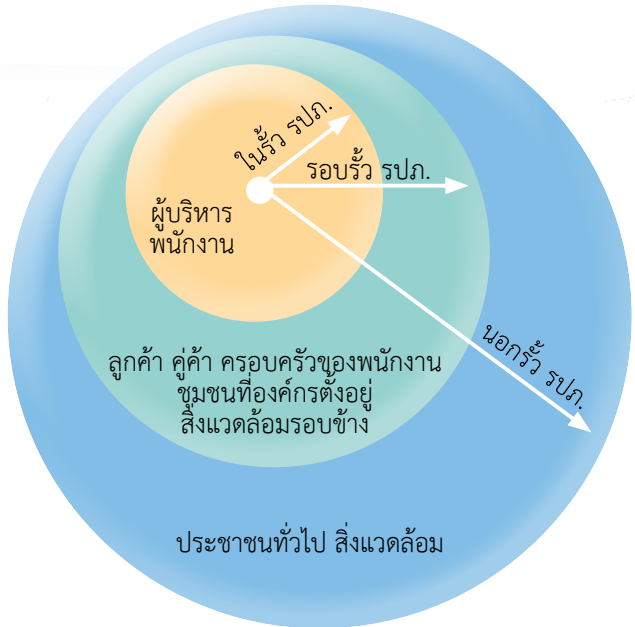 ในรั้ว รปภ.
รอบรั้ว รปภ.
ผู้บริหาร
พนักงาน
นอกรั้ว รปภ.
ลูกค้า คู่ค้า ครอบครัวของพนักงาน
ชุมชนที่องค์กรตั้งอยู่
สิ่งแวดล้อมรอบข้าง
ประชาชนทั่วไป สิ่งแวดล้อม